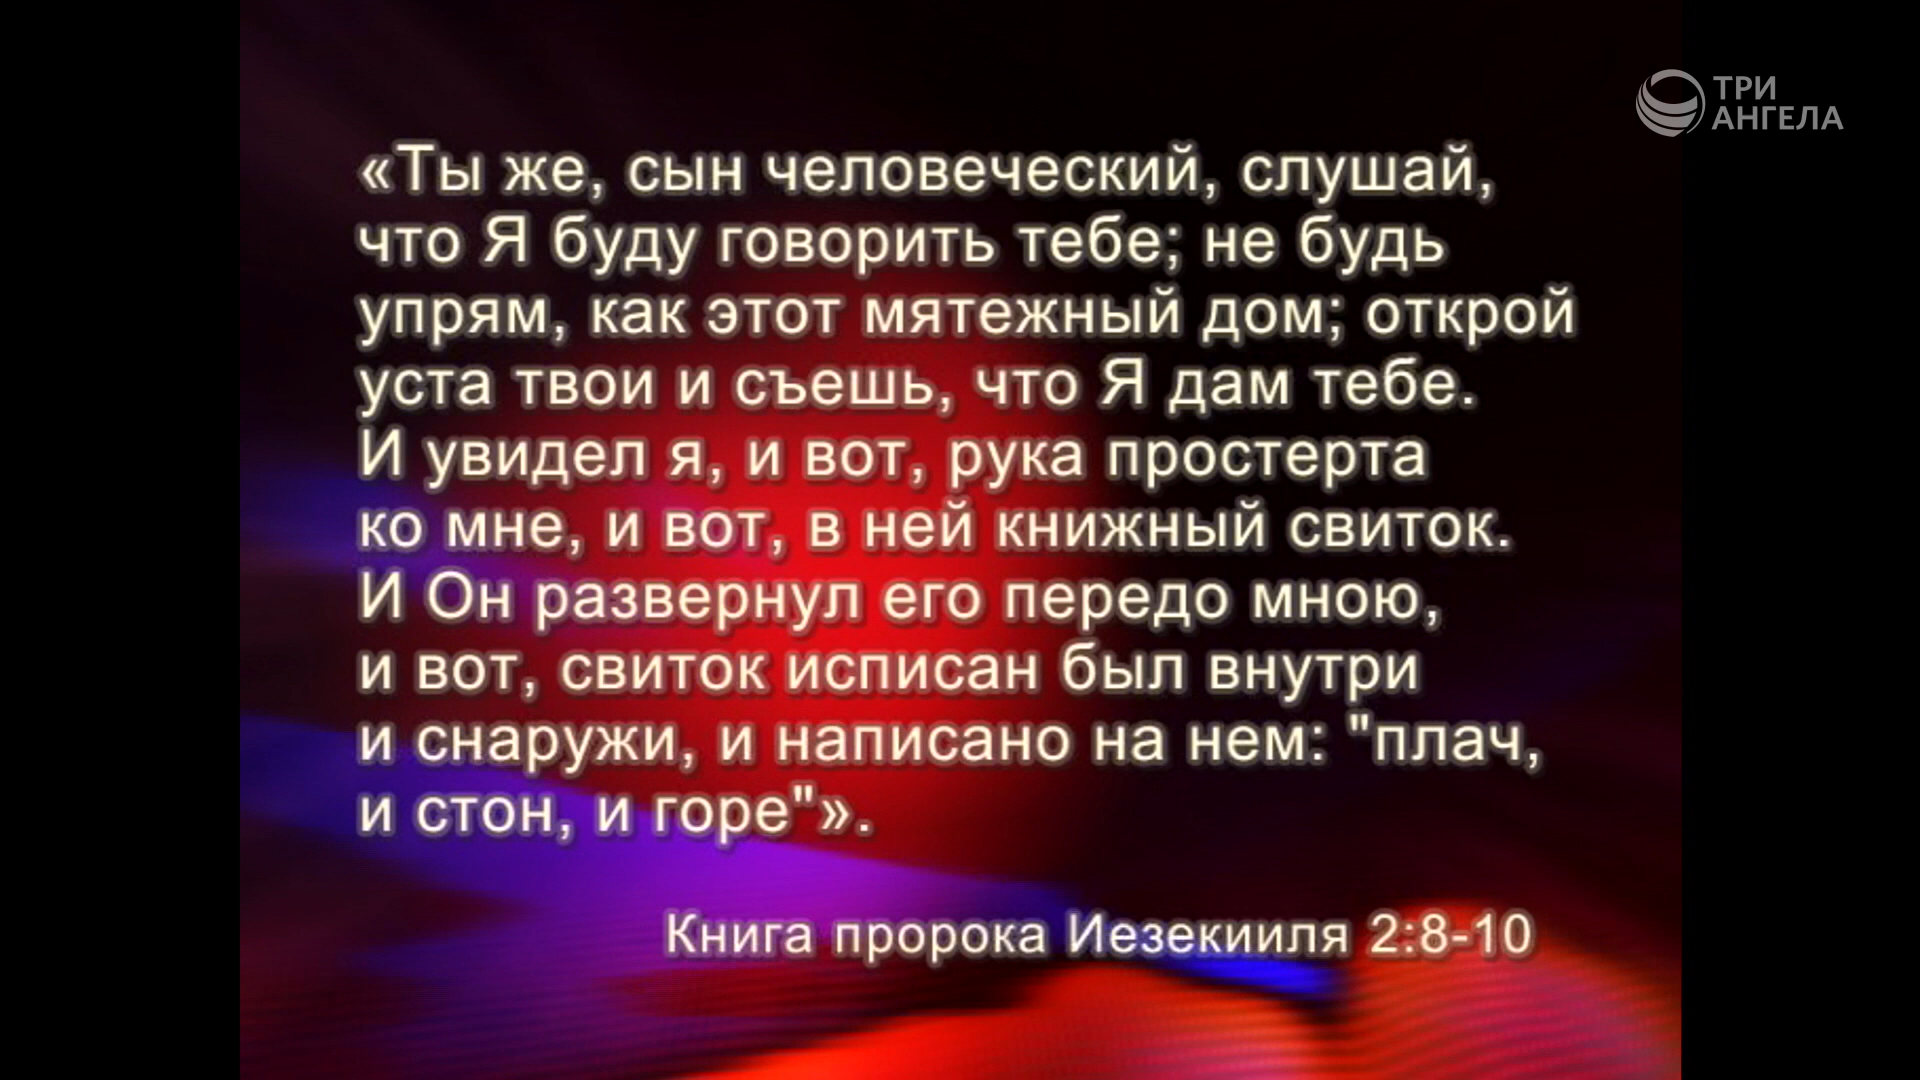 ТРИ
АНГЕЛА
«Ты же, сын человеческий, слушай,
что Я буду говорить тебе; не будь
упрям, как этот мятежный дом; открой
уста твои и съешь, что Я дам тебе.
И увидел я, и вот, рука простерта
ко мне, и вот, в ней книжный свиток.
И Он развернул его передо мною,
и вот, свиток исписан был внутри
и снаружи, и написано на нем: "плач,
и стон, и горе"».
Книга пророка Иезекииля 2:8-10